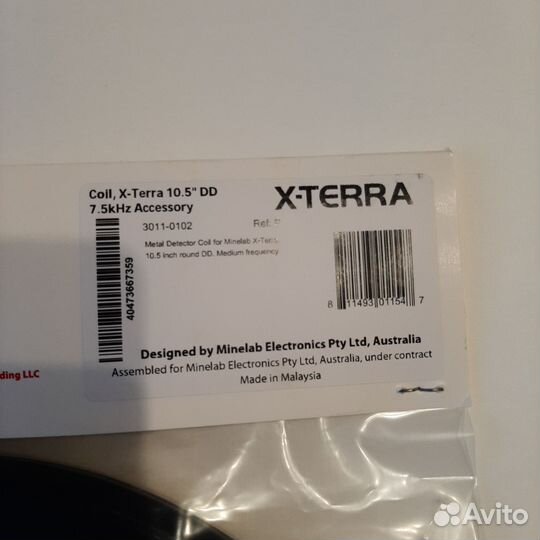 Coil, X-Terra 10.5" DD
7.5kHz Accessory
X-TERRA
3011-0102
Ref:
Metal Detector Coil for Minelab X-Terra.
10.5 inch round DD. Medium frequency
40473667359
8 11493 01154 7
Designed by Minelab Electronics Pty Ltd, Australia
Assembled for Minelab Electronics Pty Ltd, Australia, under contract
Made in Malaysia
ding LLC
Avito